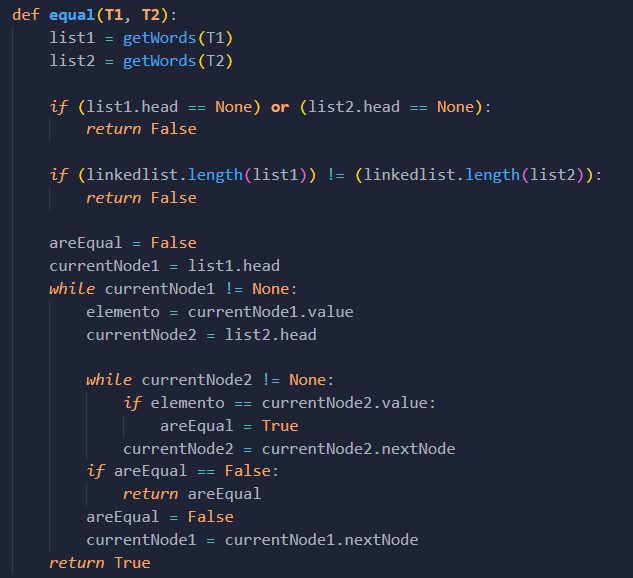 def equal(T1, T2):
    list1 = getWords(T1)
    list2 = getWords(T2)

    if (list1.head == None) or (list2.head == None):
        return False

    if (linkedlist.length(list1)) != (linkedlist.length(list2)):
        return False

    areEqual = False
    currentNode1 = list1.head
    while currentNode1 != None:
        elemento = currentNode1.value
        currentNode2 = list2.head

        while currentNode2 != None:
            if elemento == currentNode2.value:
                areEqual = True
            currentNode2 = currentNode2.nextNode
        if areEqual == False:
            return areEqual
        areEqual = False
        currentNode1 = currentNode1.nextNode
    return True